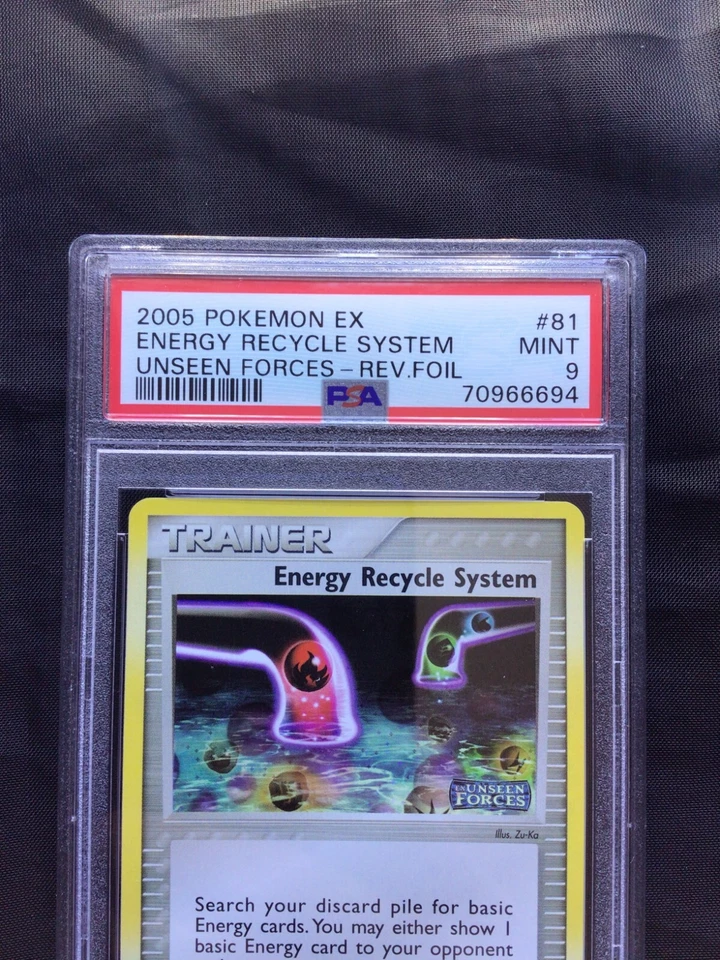 2005 POKEMON EX #81
ENERGY RECYCLE SYSTEM MINT
UNSEEN FORCES - REV.FOIL 9
PSA 70966694
TRAINER
Energy Recycle System
EX UNSEEN
FORCES
Illus. Zu-Ka
Search your discard pile for basic
Energy cards. You may either show 1
basic Energy card to your opponent